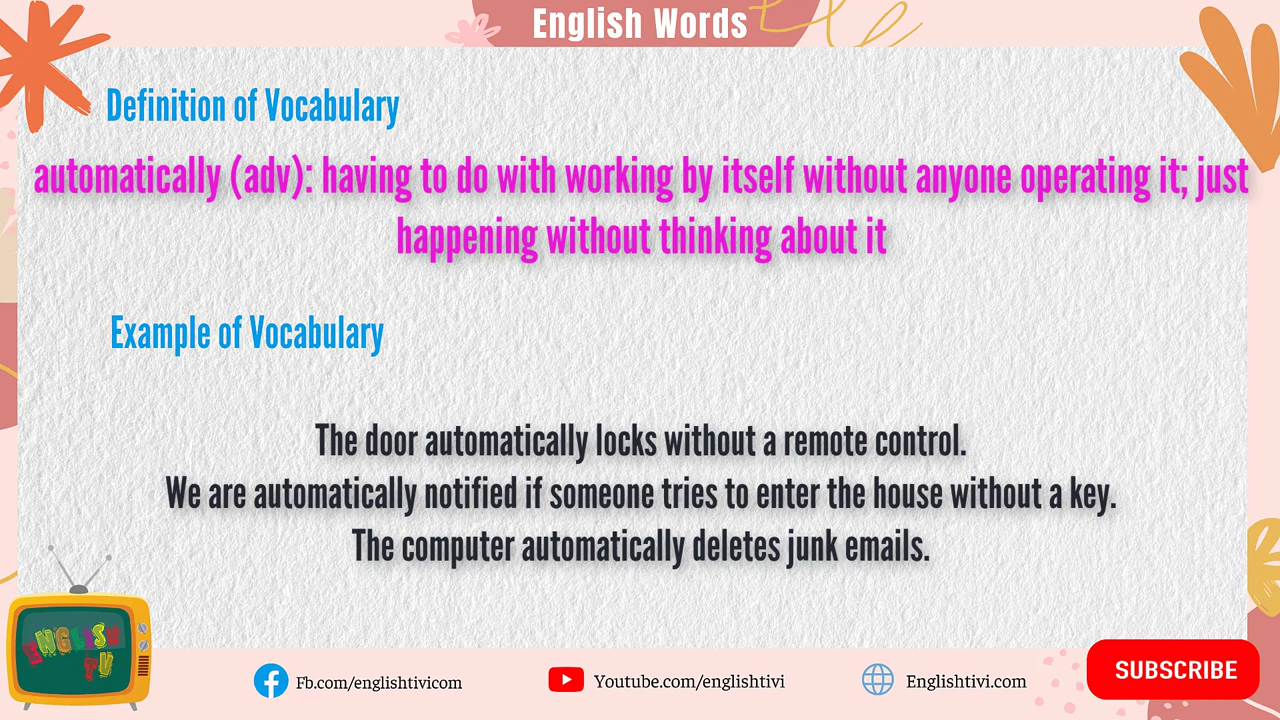 English Words
Definition of Vocabulary
automatically (adv): having to do with working by itself without anyone operating it; just
happening without thinking about it
Example of Vocabulary
The door automatically locks without a remote control.
We are automatically notified if someone tries to enter the house without a key.
The computer automatically deletes junk emails.
ENGLISH
TV
Fb.com/englishtivicom
Youtube.com/englishtivi
Englishtivi.com
SUBSCRIBE